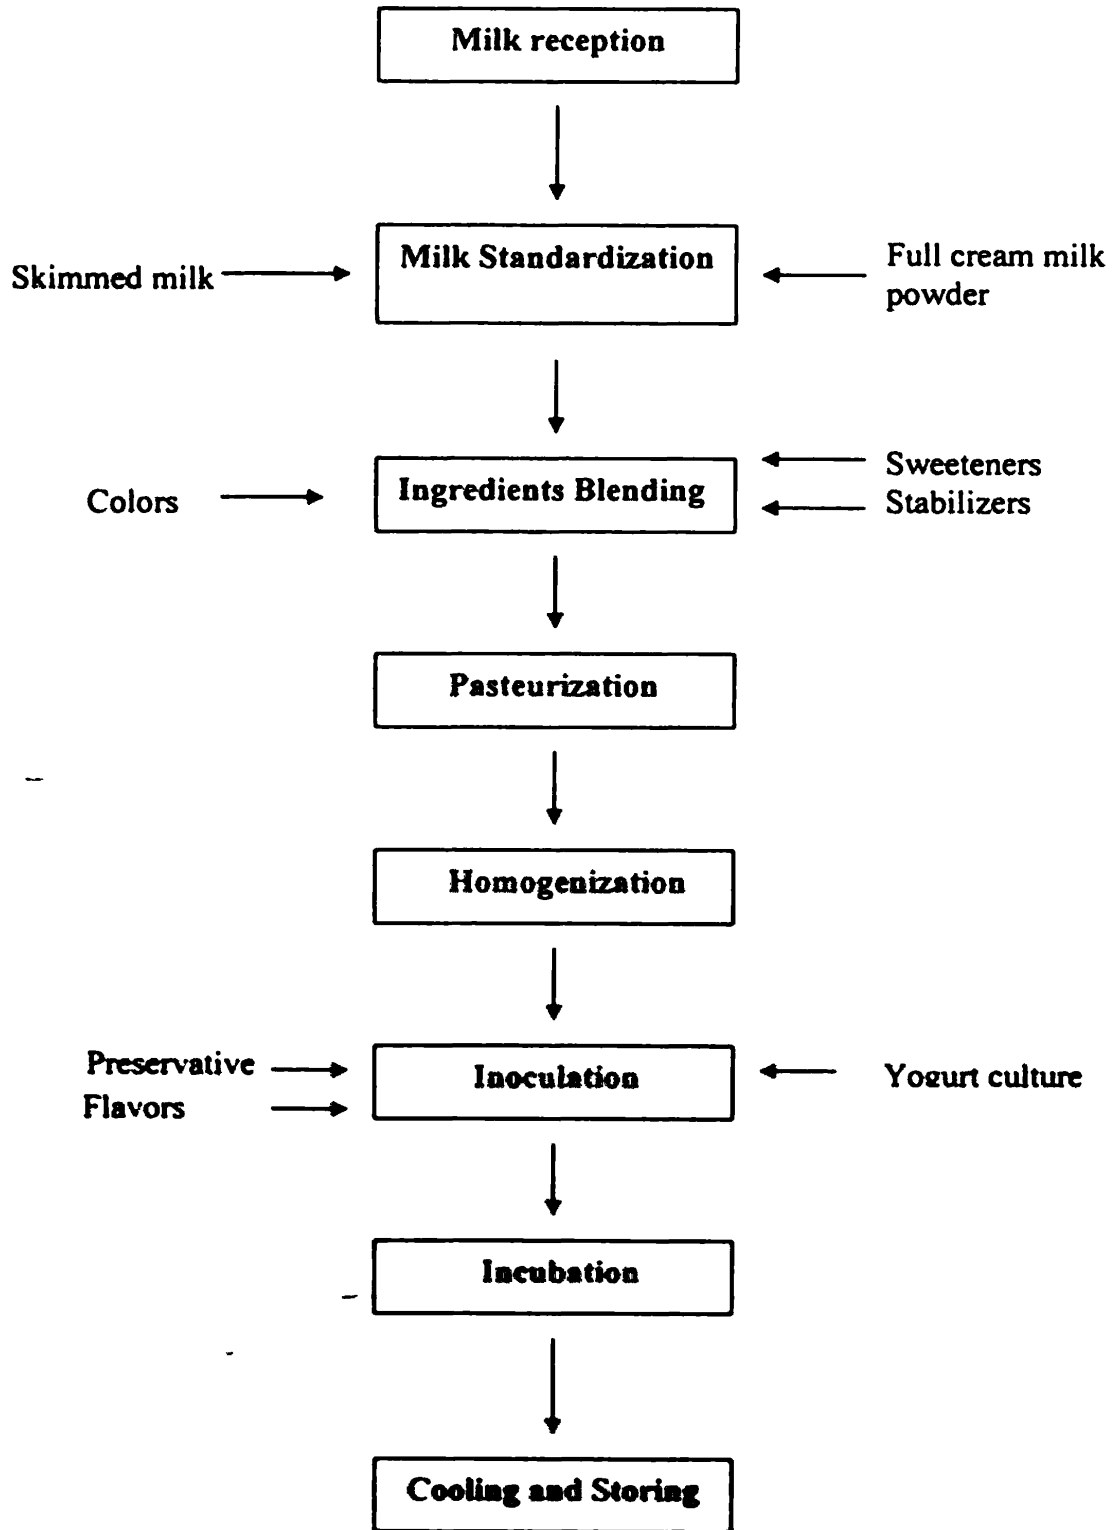 Milk reception
Milk Standardization
Skimmed milk
Full cream milk
powder
Ingredients Blending
Colors
Sweeteners
Stabilizers
Pasteurization
Homogenization
Preservative
Flavors
Inoculation
Yogurt culture
Incubation
Cooling and Storing